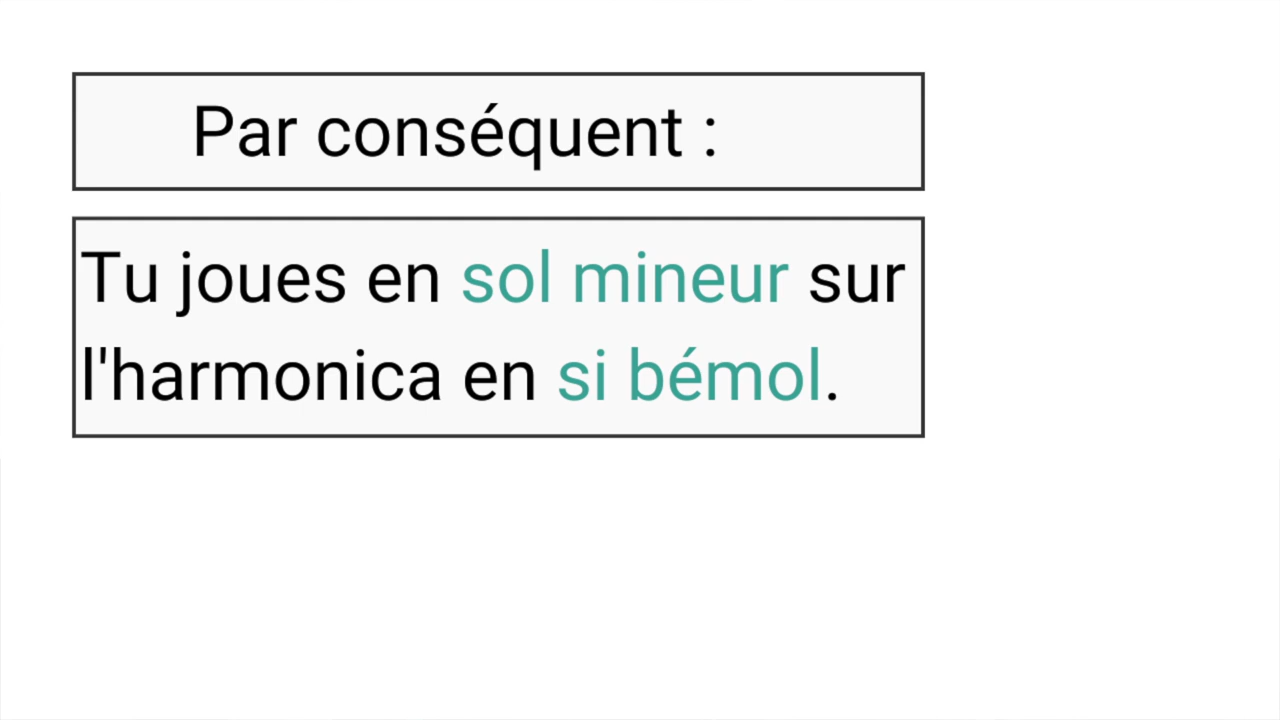 Par conséquent :
Tu joues en sol mineur sur
l'harmonica en si bémol.